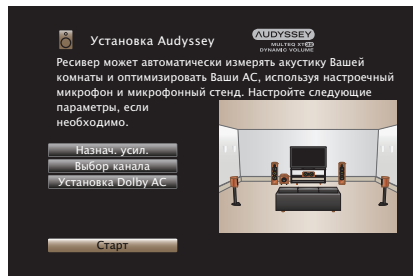 Установка Audyssey
AUDYSSEY
MULTEQ XT32
DYNAMIC VOLUME
Ресивер может автоматически измерять акустику Вашей
комнаты и оптимизировать Ваши АС, используя настроечный
микрофон и микрофонный стенд. Настройте следующие
параметры, если
необходимо.
Назнач. усил.
Выбор канала
Установка Dolby АС
Старт